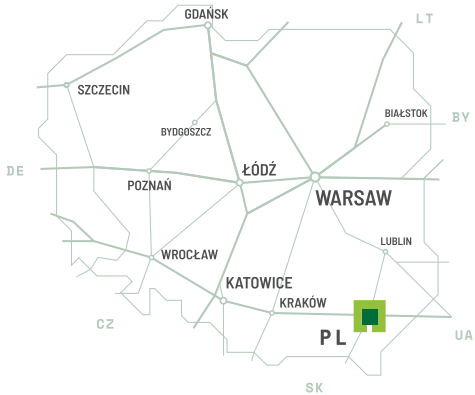 GDAŃSK
LT
SZCZECIN
BIAŁYSTOK
BY
BYDGOSZCZ
DE
ŁÓDŹ
POZNAŃ
WARSAW
LUBLIN
WROCŁAW
KATOWICE
KRAKÓW
CZ
PL
UA
SK